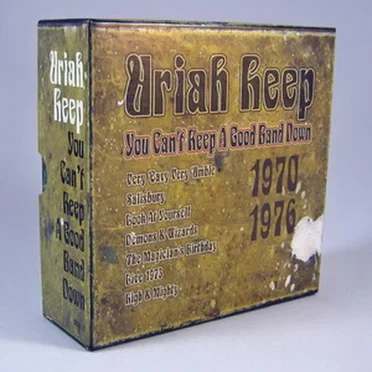 Uriah
Heep
You
Can't
Keep
A Good
Band
Down
Uriah Heep
You Can't Keep A Good Band Down
Very 'Eavy Very 'Umble
Salisbury
Look At Yourself
Demons & Wizards
The Magician's Birthday
Live 1973
High & Mighty
1970
1976